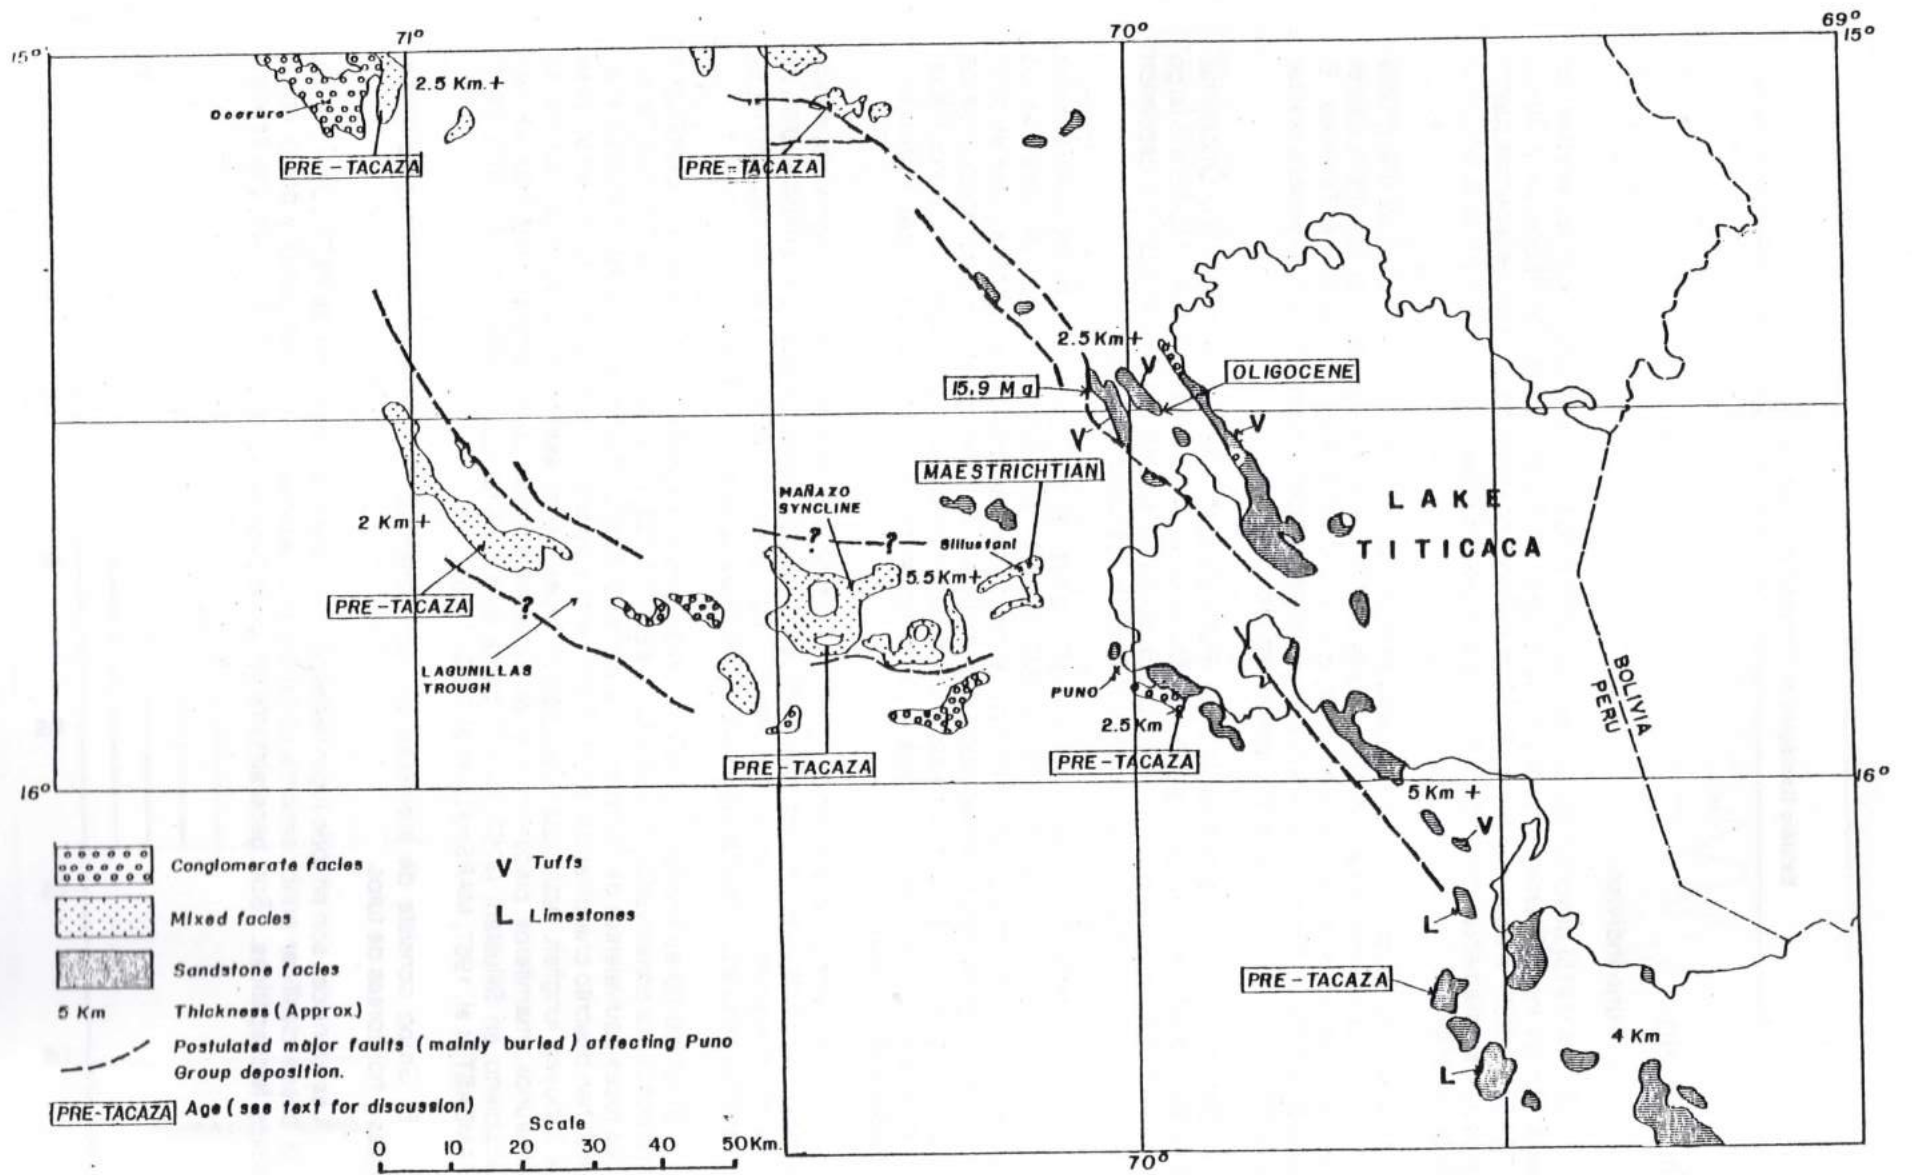 71°
70°
69°
15°
15°
2.5 Km.+
Ocoruro
PRE-TACAZA
PRE-TACAZA
2.5 Km+
V
OLIGOCENE
15.9 Ma
V
V
MAESTRICHTIAN
MAÑAZO
SYNCLINE
LAKE
TITICACA
2 Km+
?
?
Sillustani
5.5 Km+
PRE-TACAZA
?
LAGUNILLAS
TROUGH
PUNO
BOLIVIA
PERU
2.5 Km
PRE-TACAZA
PRE-TACAZA
16°
16°
5 Km +
V
Conglomerate facies
V Tuffs
Mixed facies
L Limestones
L
Sandstone facies
PRE-TACAZA
5 Km Thickness (Approx)
4 Km
Postulated major faults (mainly buried) affecting Puno
Group deposition.
L
PRE-TACAZA Age (see text for discussion)
Scale
0 10 20 30 40 50 Km.
70°